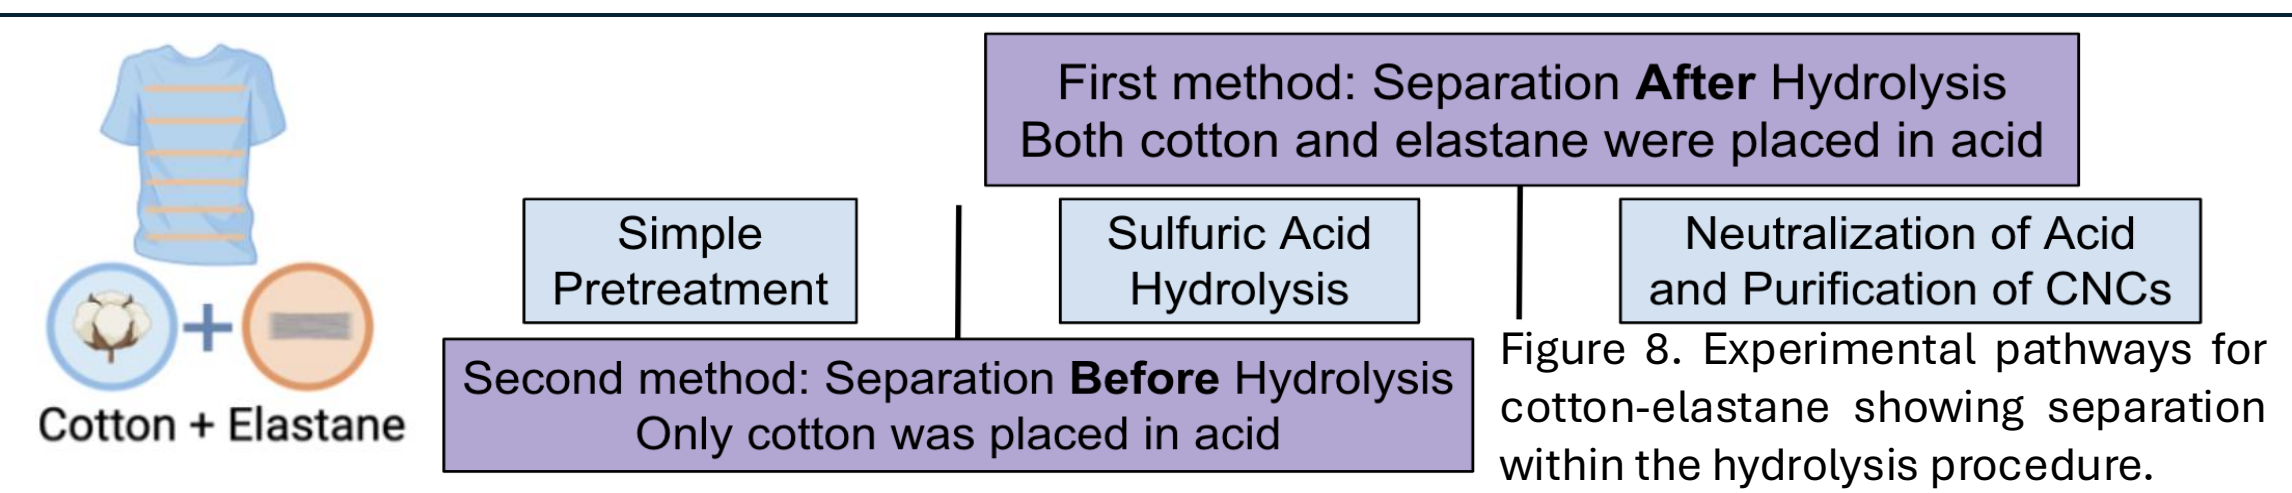 First method: Separation After Hydrolysis
Both cotton and elastane were placed in acid
Simple
Pretreatment
Sulfuric Acid
Hydrolysis
Neutralization of Acid
and Purification of CNCs
Second method: Separation Before Hydrolysis
Only cotton was placed in acid
Cotton + Elastane
Figure 8. Experimental pathways for
cotton-elastane showing separation
within the hydrolysis procedure.